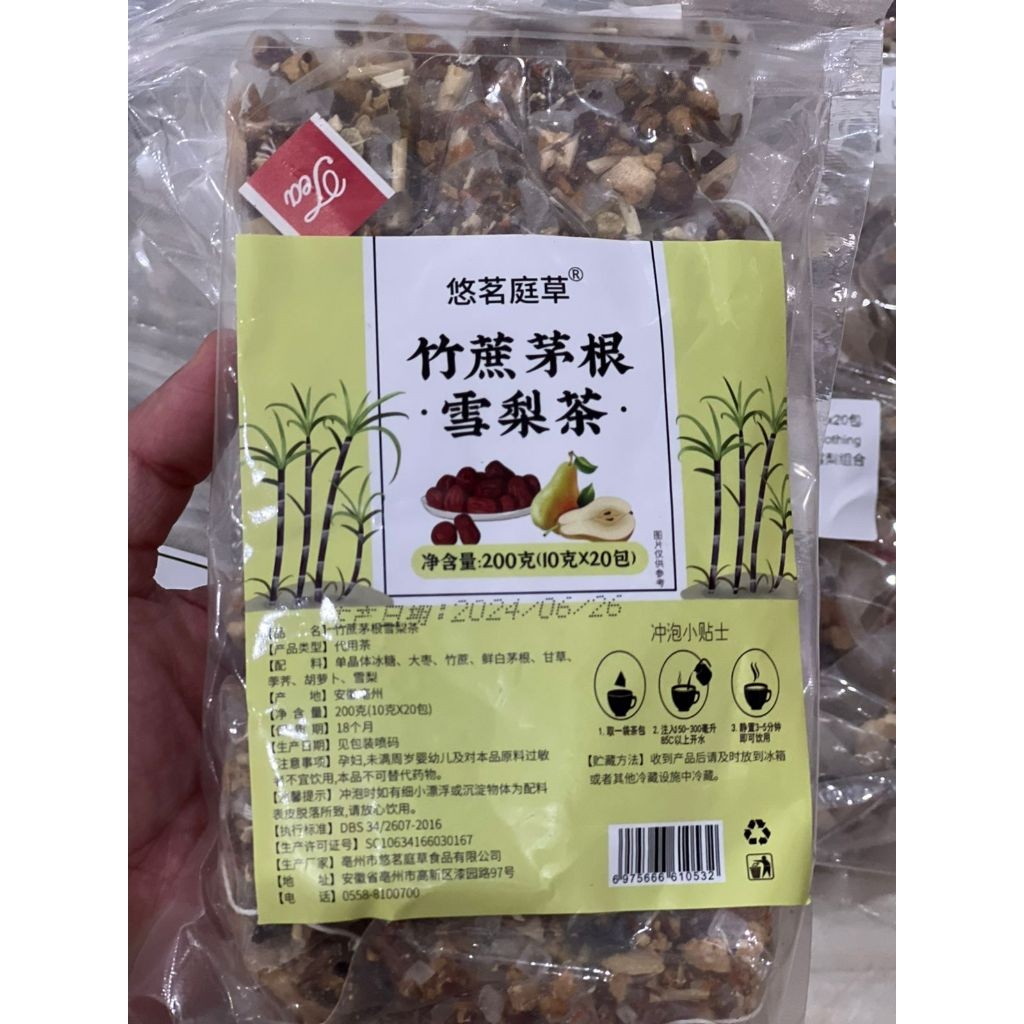 Tea
悠茗庭草®
竹蔗茅根
·雪梨茶·
净含量:200克(10克X20包)
图片仅供参考
生产日期:2024/06/26
【品 名】竹蔗茅根雪梨茶
【产品类型】代用茶
【配 料】单晶体冰糖、大枣、竹蔗、鲜白茅根、甘草、
荸荠、胡萝卜、雪梨
【产 地】安徽亳州
【净 含 量】200克(10克X20包)
【保 质 期】18个月
【生产日期】见包装喷码
【注意事项】孕妇,未满周岁婴幼儿及对本品原料过敏
者不宜饮用,本品不可替代药物。
【温馨提示】冲泡时如有细小漂浮或沉淀物体为配料
表皮脱落所致,请放心饮用。
【执行标准】DBS 34/2607-2016
【生产许可证号】SC10634166030167
【生产厂家】亳州市悠茗庭草食品有限公司
【地 址】安徽省亳州市高新区漆园路97号
【电 话】0558-8100700
冲泡小贴士
1.取一袋茶包
2.注入150-300毫升
85C以上开水
3.静置3-5分钟
即可饮用
【贮藏方法】收到产品后请及时放到冰箱
或者其他冷藏设施中冷藏。
6 975666 610532
x20包
othing
梨组合